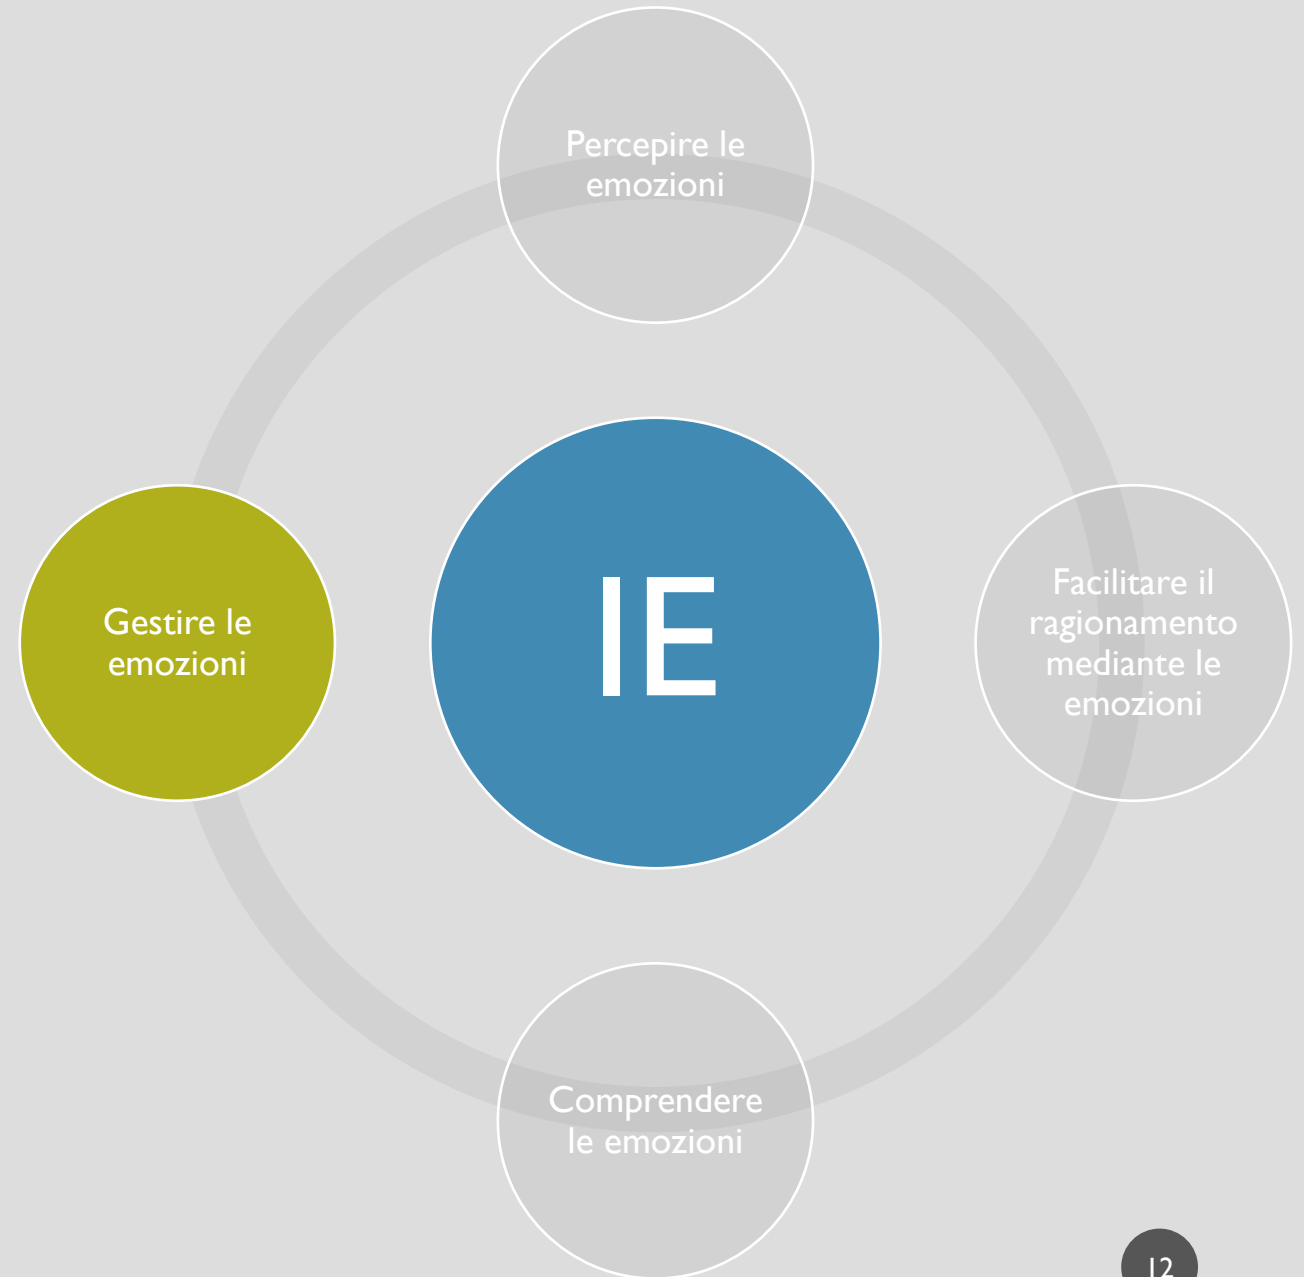 Percepire le
emozioni
Gestire le
emozioni
IE
Facilitare il
ragionamento
mediante le
emozioni
Comprendere
le emozioni
12